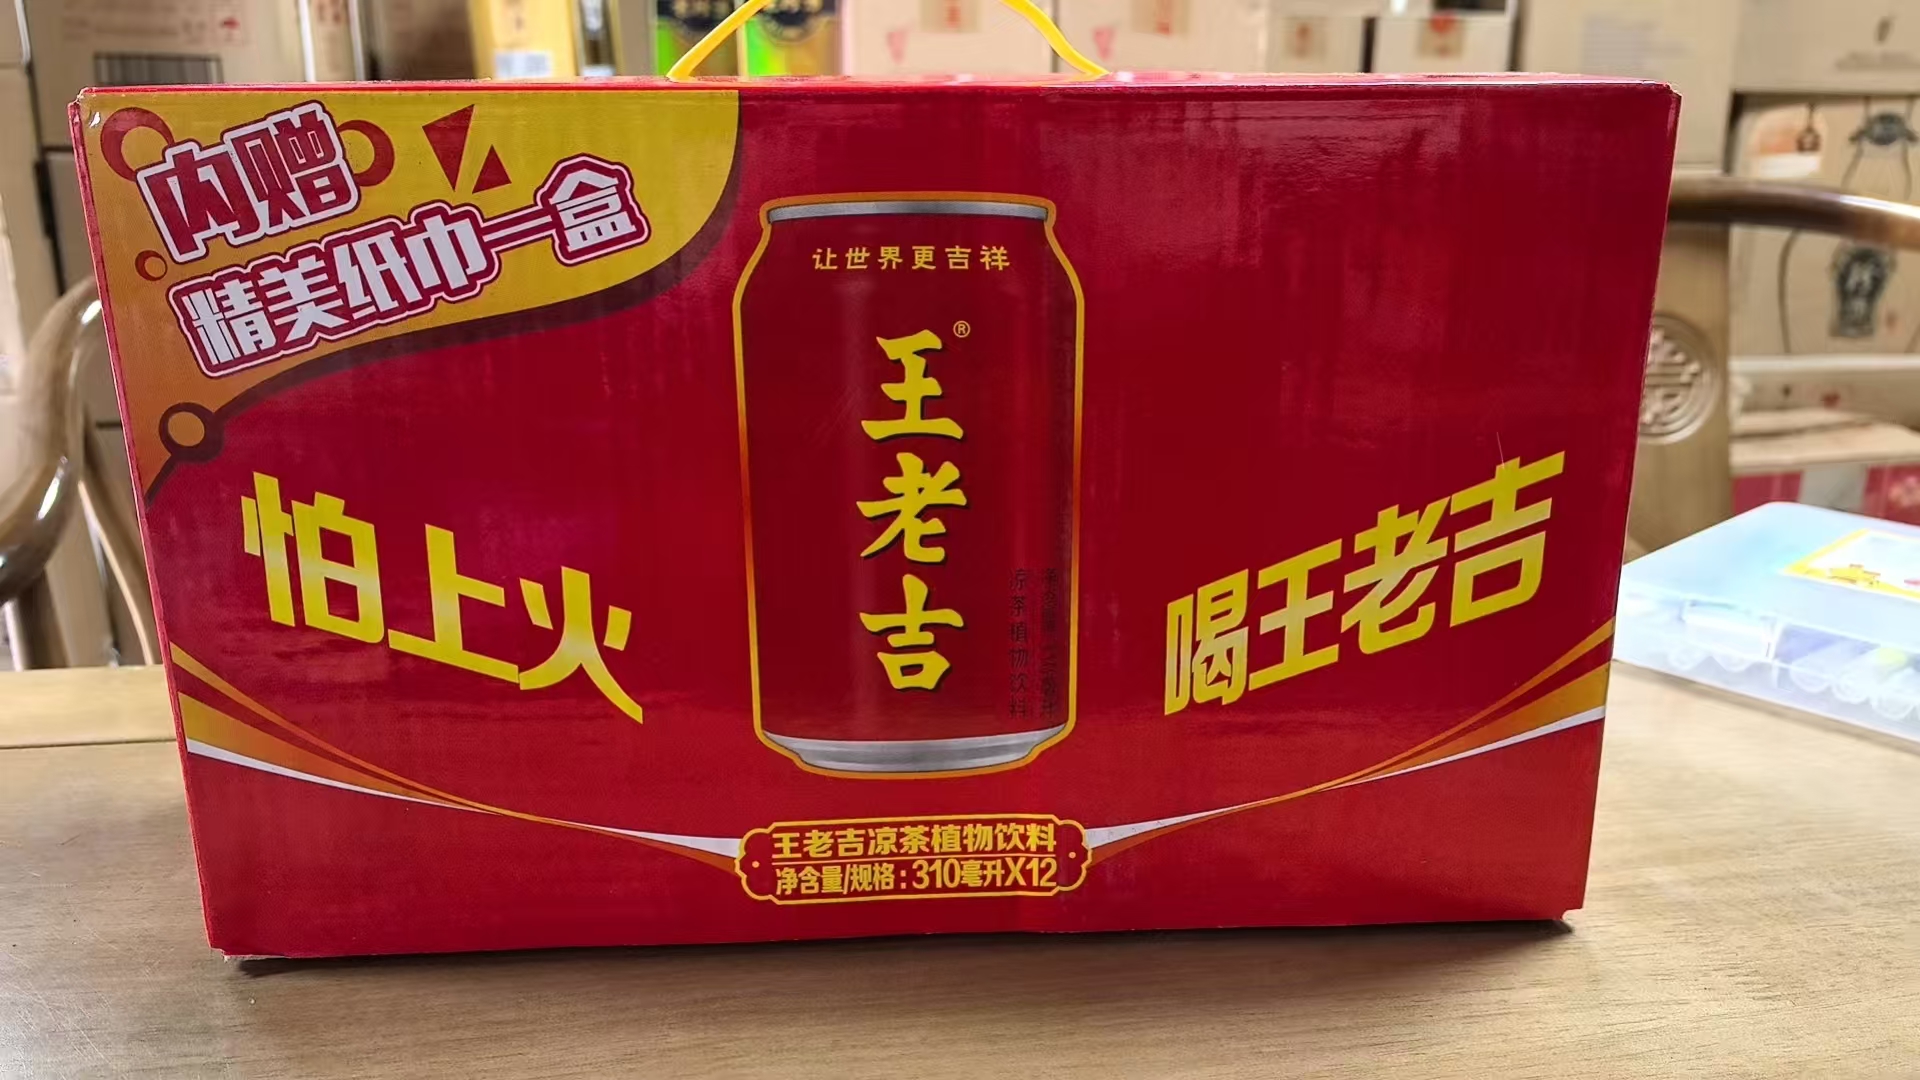 内赠
精美纸巾一盒
让世界更吉祥
王老吉®
凉茶植物饮料
怕上火
喝王老吉
王老吉凉茶植物饮料
净含量/规格:310毫升X12